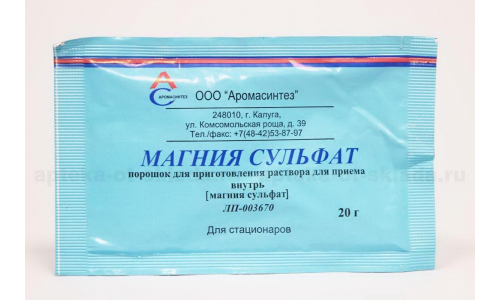 АС
АРОМАСИНТЕЗ
ООО "Аромасинтез"
248010, г. Калуга,
ул. Комсомольская роща, д. 39
Тел./факс: +7(48-42)53-87-97
МАГНИЯ СУЛЬФАТ
порошок для приготовления раствора для приема
внутрь
[магния сульфат]
ЛП-003670
20 г
Для стационаров